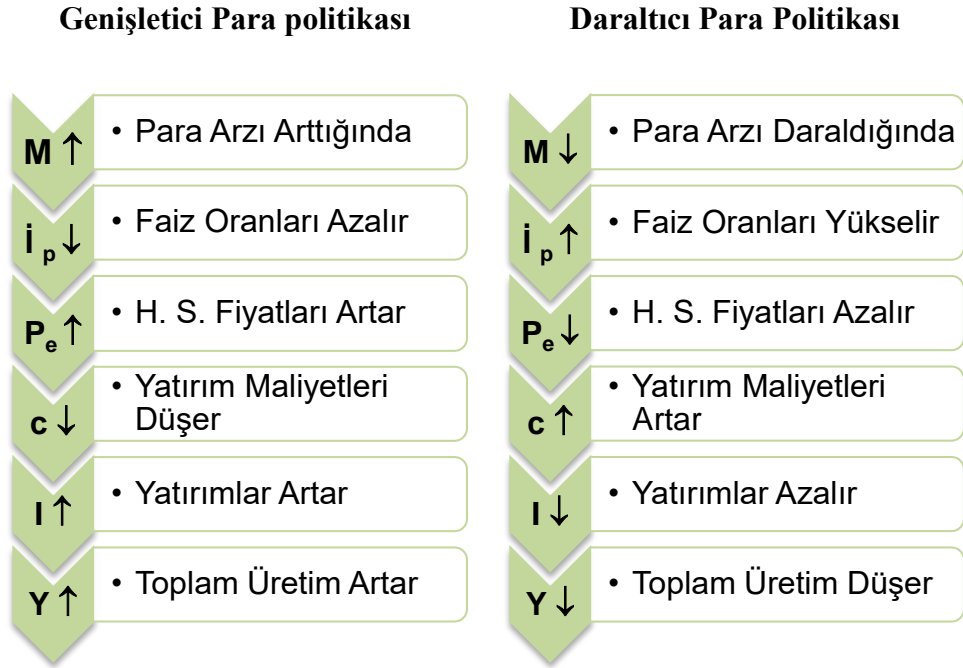 Genişletici Para politikası
M ↑
• Para Arzı Arttığında
İ p ↓
• Faiz Oranları Azalır
Pe ↑
• H. S. Fiyatları Artar
c ↓
• Yatırım Maliyetleri
Düşer
I ↑
• Yatırımlar Artar
Y ↑
• Toplam Üretim Artar
Daraltıcı Para Politikası
M ↓
• Para Arzı Daraldığında
İ p ↑
• Faiz Oranları Yükselir
Pe ↓
• H. S. Fiyatları Azalır
c ↑
• Yatırım Maliyetleri
Artar
I ↓
• Yatırımlar Azalır
Y ↓
• Toplam Üretim Düşer